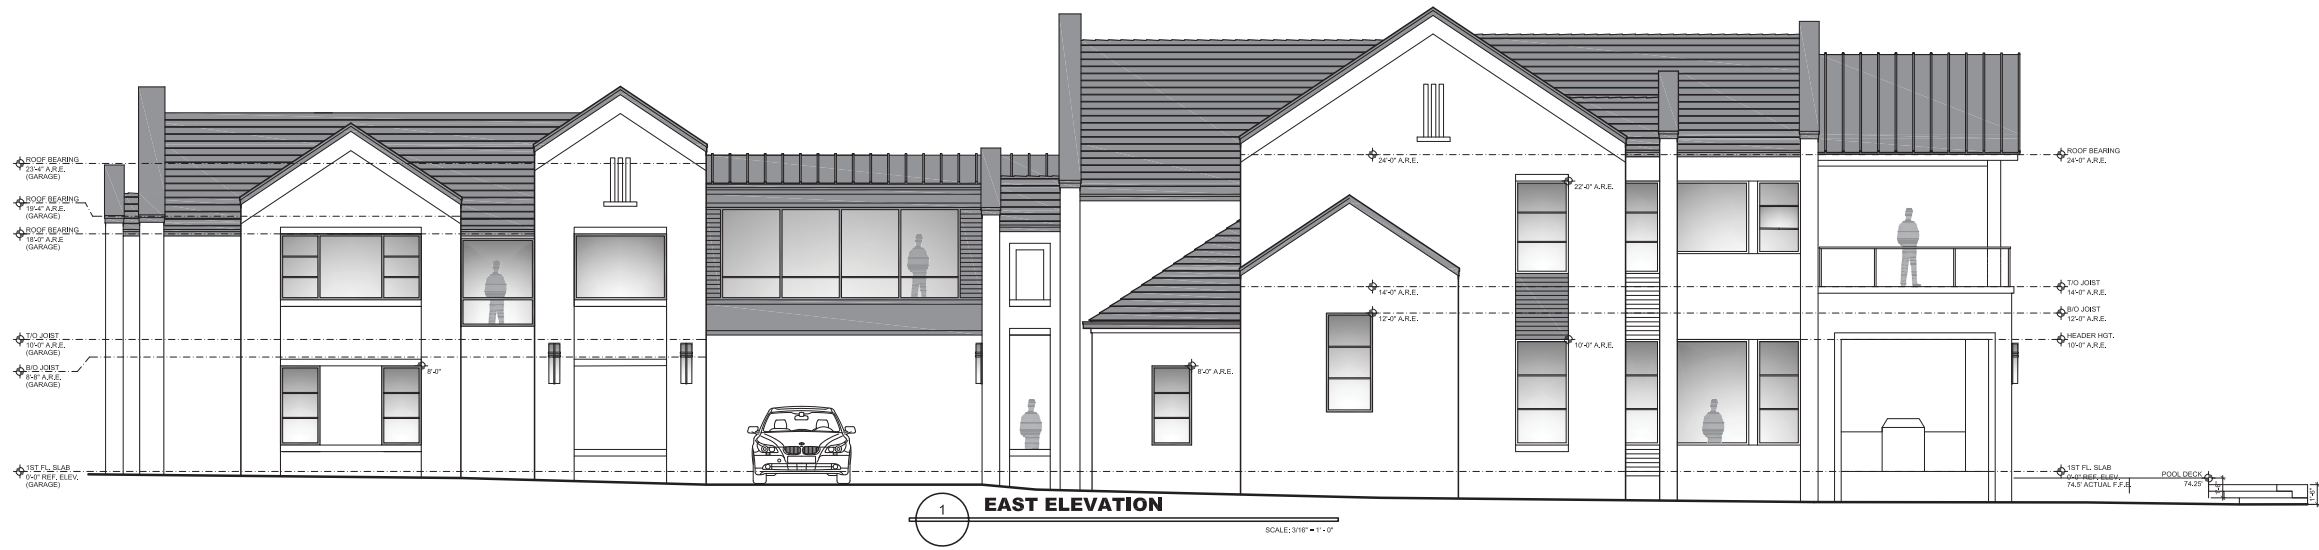 ROOF BEARING
23'-4" A.R.E.
(GARAGE)
ROOF BEARING
19'-4" A.R.E.
(GARAGE)
ROOF BEARING
18'-0" A.R.E
(GARAGE)
T/O JOIST
10'-0" A.R.E.
(GARAGE)
B/O JOIST
8'-8" A.R.E.
(GARAGE)
1ST FL. SLAB
0'-0" REF. ELEV.
(GARAGE)
8'-0"
8'-0" A.R.E.
24'-0" A.R.E.
14'-0" A.R.E.
12'-0" A.R.E.
22'-0" A.R.E.
10'-0" A.R.E.
ROOF BEARING
24'-0" A.R.E.
T/O JOIST
14'-0" A.R.E.
B/O JOIST
12'-0" A.R.E.
HEADER HGT.
10'-0" A.R.E.
1ST FL. SLAB
0'-0" REF. ELEV.
74.5' ACTUAL F.F.E.
POOL DECK
74.25'
1'-6"
1 EAST ELEVATION
SCALE: 3/16" = 1' - 0"